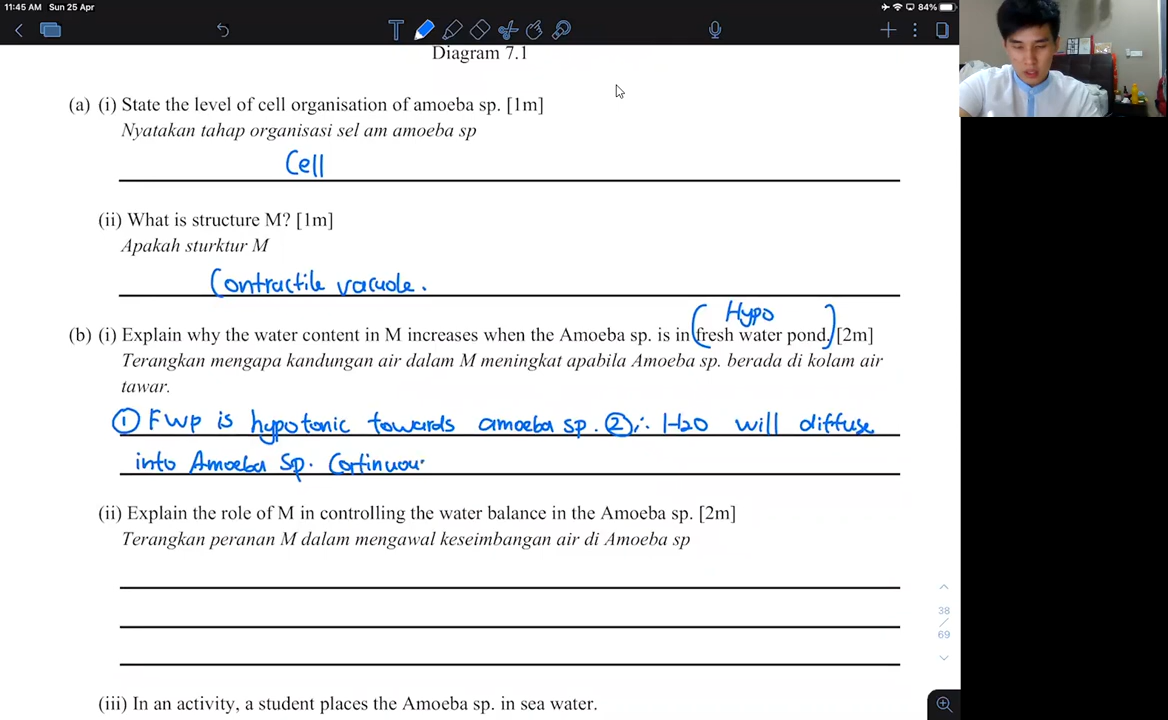 11:45 AM Sun 25 Apr
84%
T
Diagram 7.1
(a) (i) State the level of cell organisation of amoeba sp. [1m]
Nyatakan tahap organisasi sel am amoeba sp
Cell
(ii) What is structure M? [1m]
Apakah sturktur M
Contractile vacuole.
Hypo
(b) (i) Explain why the water content in M increases when the Amoeba sp. is in (fresh water pond.) [2m]
Terangkan mengapa kandungan air dalam M meningkat apabila Amoeba sp. berada di kolam air
tawar.
① FWP is hypotonic towards amoeba sp. ② ∴ H2O will diffuse
into Amoeba sp. Continuou
(ii) Explain the role of M in controlling the water balance in the Amoeba sp. [2m]
Terangkan peranan M dalam mengawal keseimbangan air di Amoeba sp
38
/
69
(iii) In an activity, a student places the Amoeba sp. in sea water.